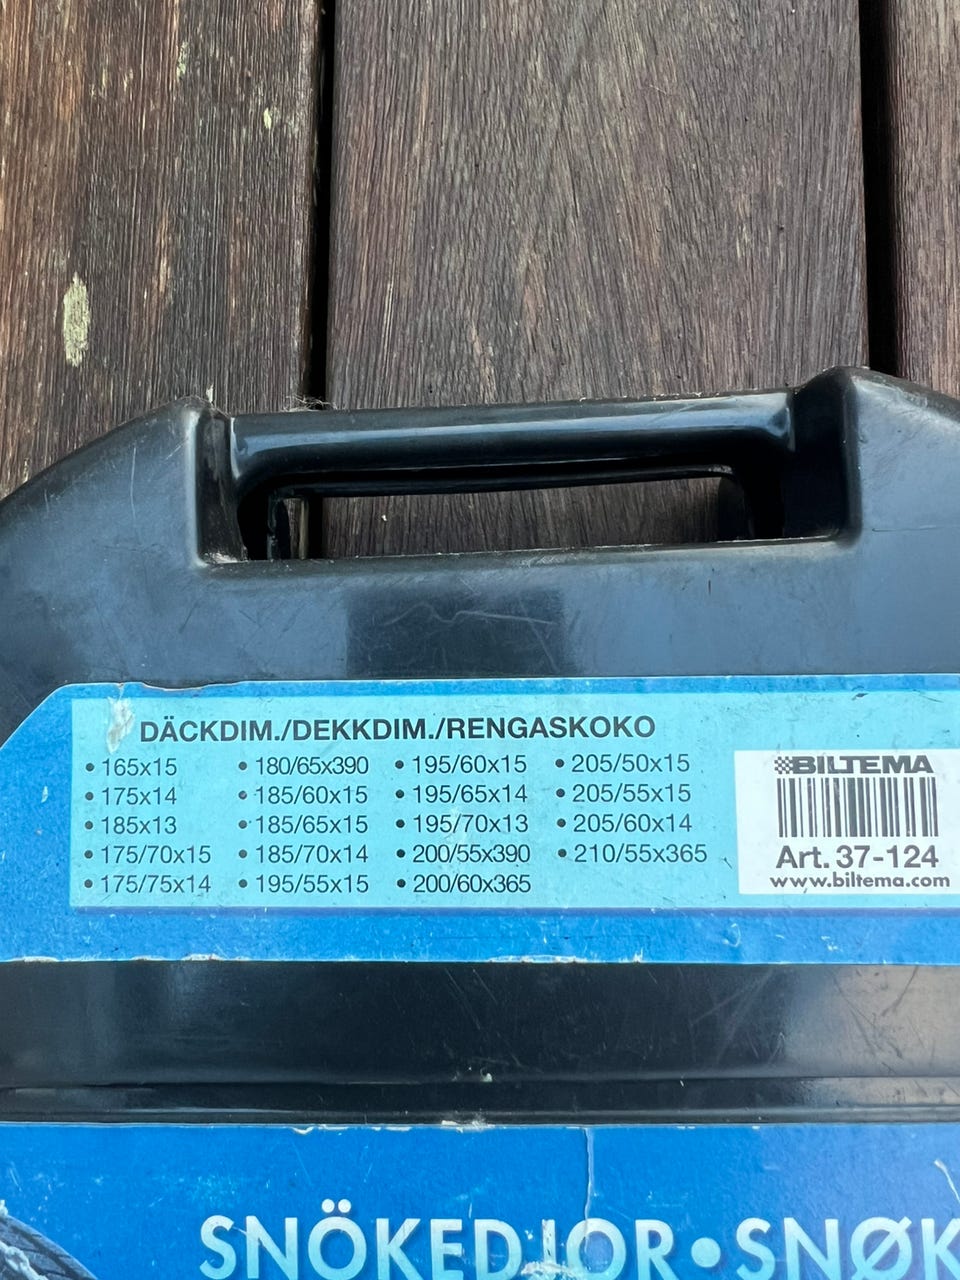 DÄCKDIM./DEKKDIM./RENGASKOKO
• 165x15
• 175x14
• 185x13
• 175/70x15
• 175/75x14
• 180/65x390
• 185/60x15
• 185/65x15
• 185/70x14
• 195/55x15
• 195/60x15
• 195/65x14
• 195/70x13
• 200/55x390
• 200/60x365
• 205/50x15
• 205/55x15
• 205/60x14
• 210/55x365
BILTEMA
Art. 37-124
www.biltema.com
SNÖKEDJOR • SNØK